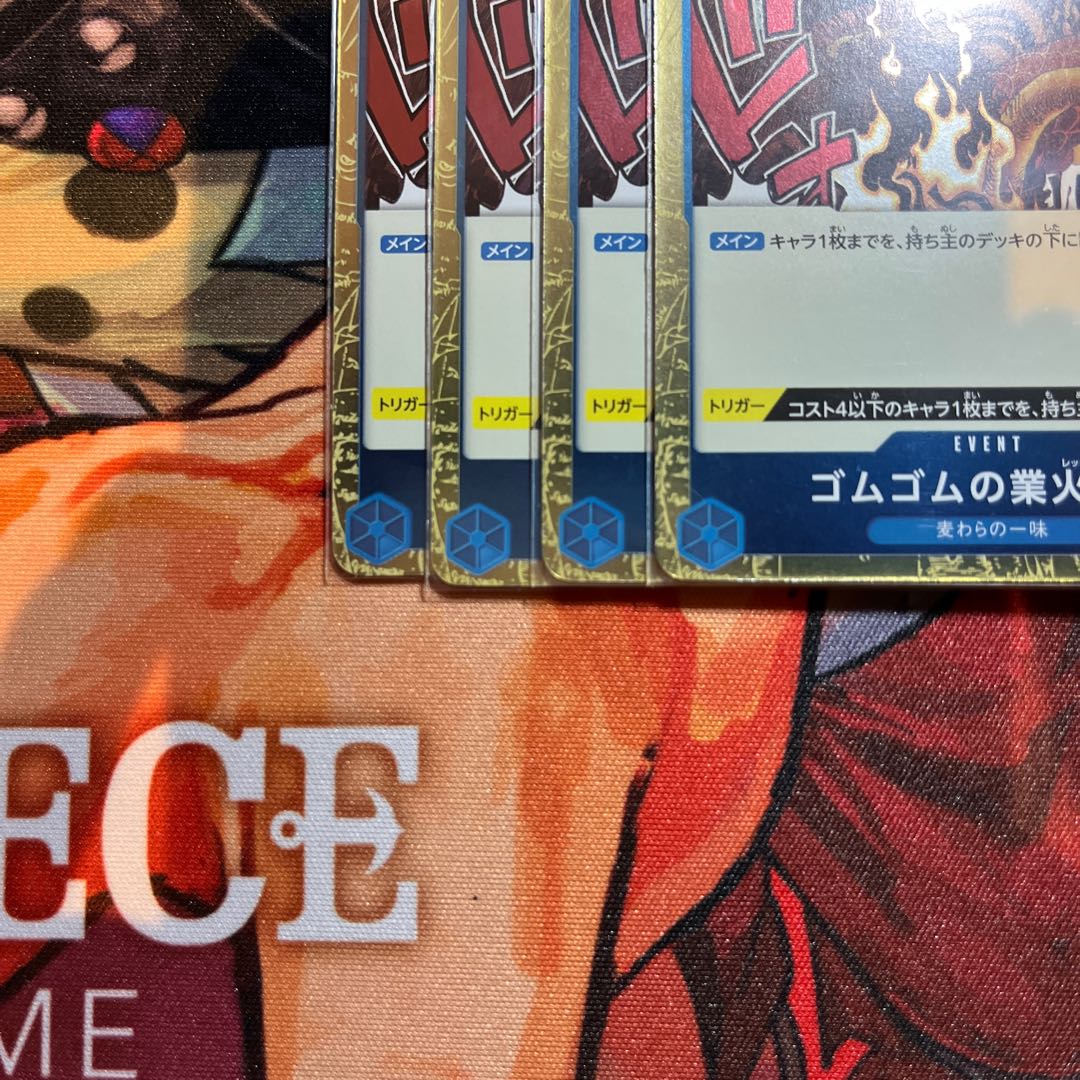 メイン
メイン
メイン
メイン キャラ1枚までを、持ち主のデッキの下に
トリガー
トリガー
トリガー
トリガー コスト4以下のキャラ1枚までを、持ち
EVENT
ゴムゴムの業火
麦わらの一味
ECE
ME